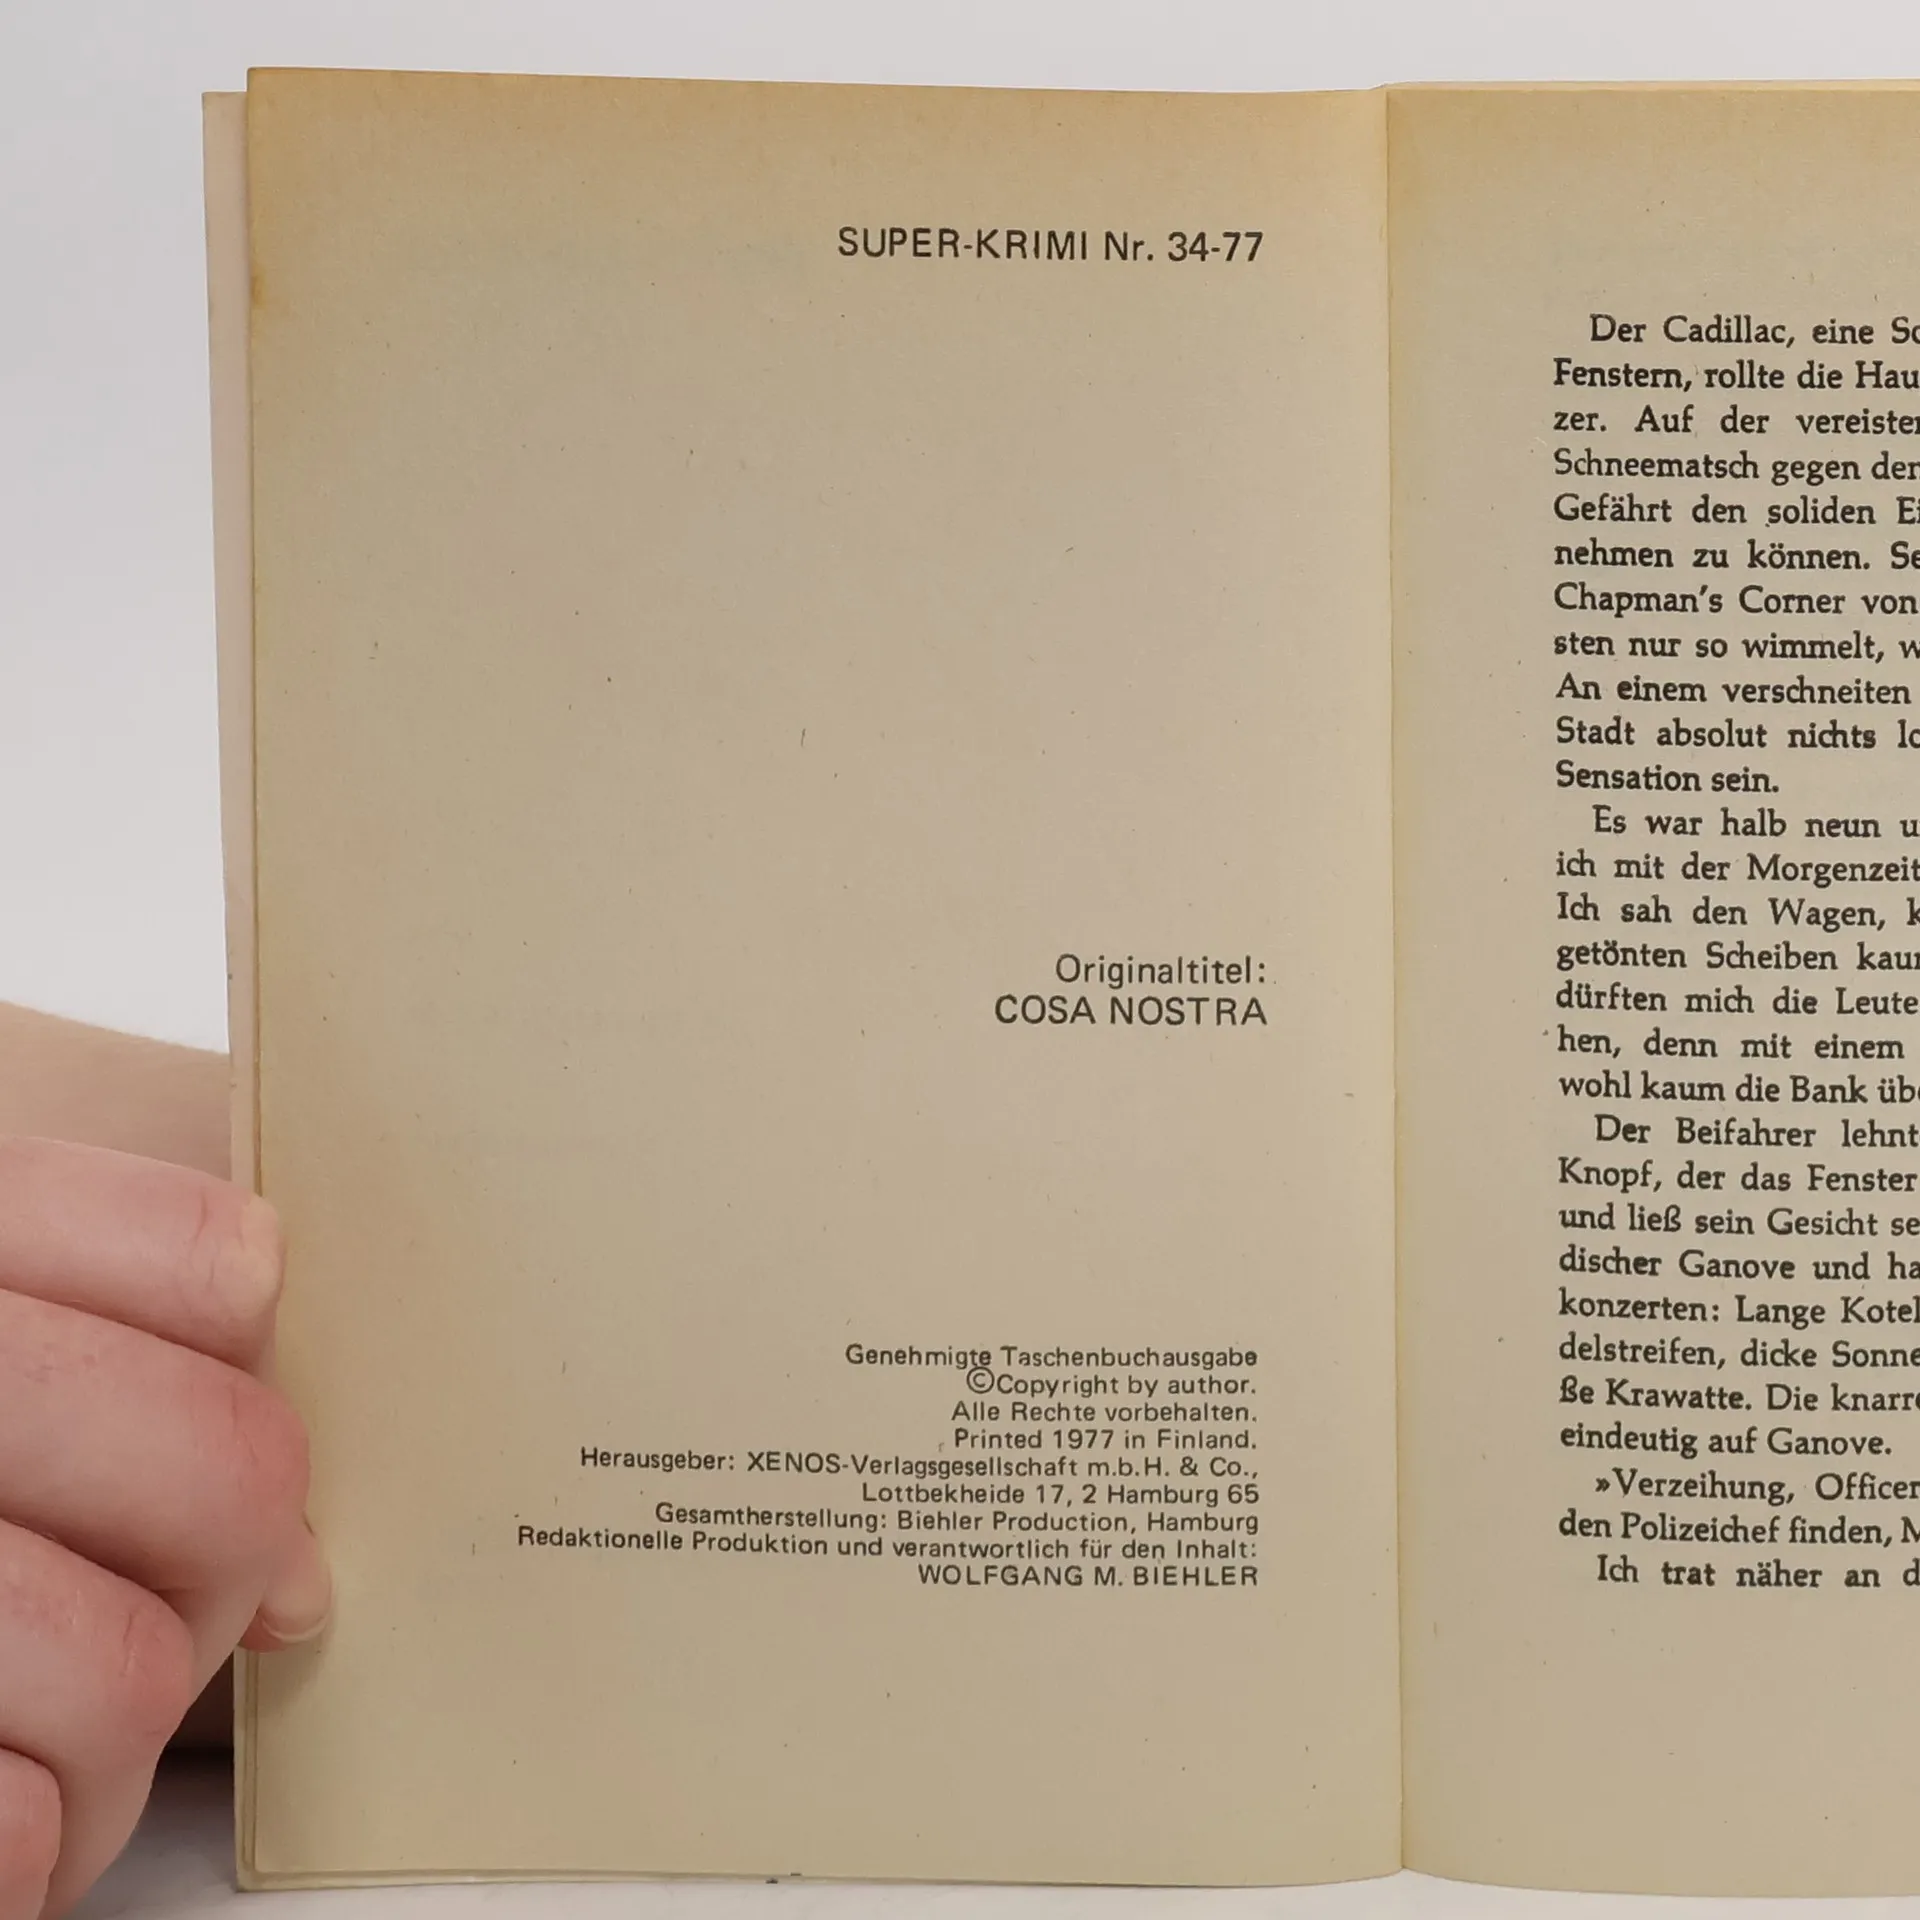 SUPER-KRIMI Nr. 34-77
Originaltitel:
COSA NOSTRA
Genehmigte Taschenbuchausgabe
©Copyright by author.
Alle Rechte vorbehalten.
Printed 1977 in Finland.
Herausgeber: XENOS-Verlagsgesellschaft m.b.H. & Co.,
Lottbekheide 17, 2 Hamburg 65
Gesamtherstellung: Biehler Production, Hamburg
Redaktionelle Produktion und verantwortlich für den Inhalt:
WOLFGANG M. BIEHLER
Der Cadillac, eine
Fenstern, rollte die
zer. Auf der
Schneematsch gegen
Gefährt den soliden
nehmen zu können.
Chapman's Corner von
sten nur so wimmelt,
An einem verschneiten
Stadt absolut nichts
Sensation sein.
Es war halb neun
ich mit der
Ich sah den Wagen,
getönten Scheiben
dürften mich die Leute
hen, denn mit einem
wohl kaum die Bank
Der Beifahrer
Knopf, der das Fenster
und ließ sein Gesicht
discher Ganove und
konzerten: Lange
delstreifen, dicke
ße Krawatte. Die
eindeutig auf Ganove.
»Verzeihung, Officer
den Polizeichef finden,
Ich trat näher an